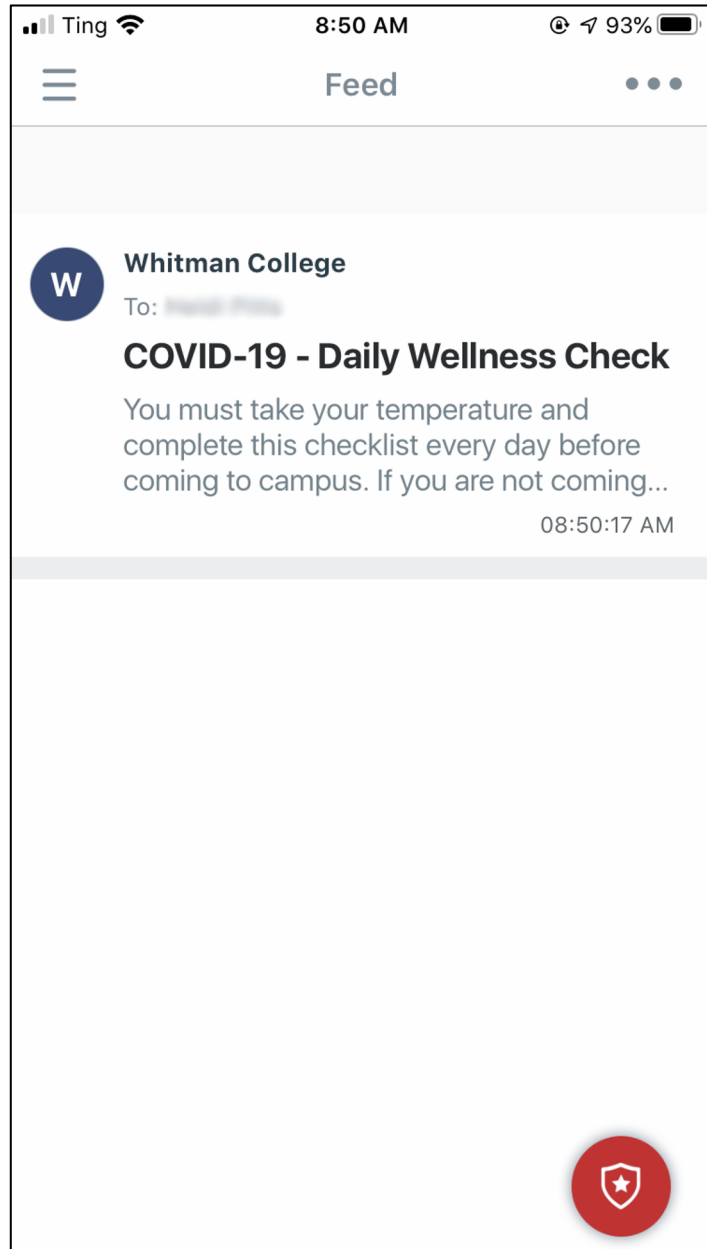 Ting 8:50 AM 93%
Feed
Whitman College
W
To:
COVID-19 - Daily Wellness Check
You must take your temperature and
complete this checklist every day before
coming to campus. If you are not coming...
08:50:17 AM